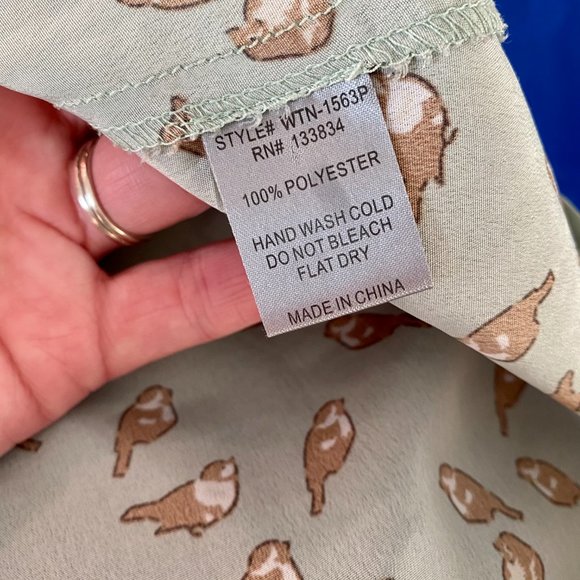 STYLE# WTN-1563P
RN# 133834
100% POLYESTER
HAND WASH COLD
DO NOT BLEACH
FLAT DRY
MADE IN CHINA